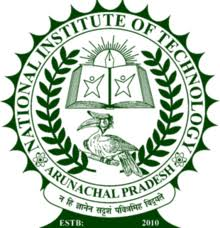 NATIONAL INSTITUTE OF TECHNOLOGY
ARUNACHAL PRADESH
न हि ज्ञानेन सदृशं पवित्रमिह विद्यते
ESTB: 2010